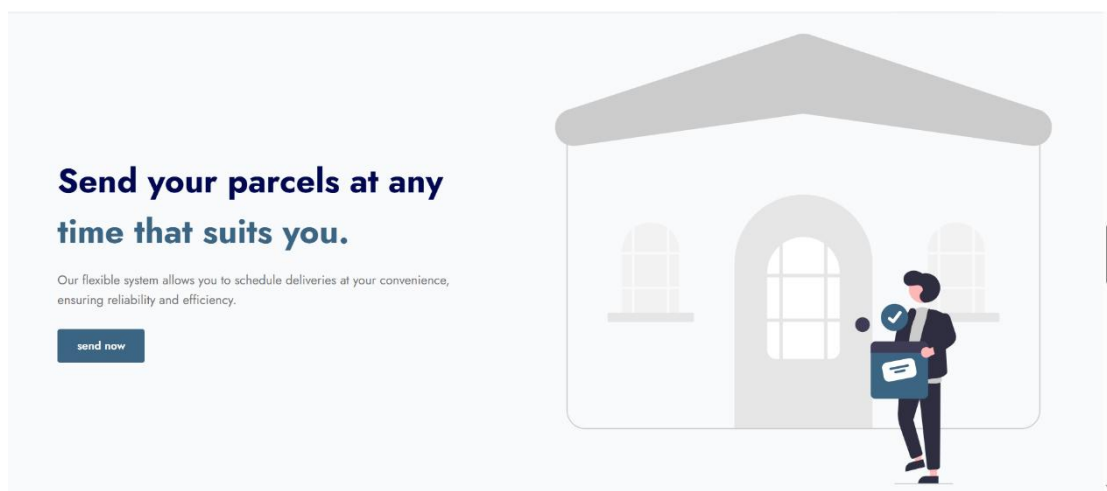 Send your parcels at any
time that suits you.
Our flexible system allows you to schedule deliveries at your convenience,
ensuring reliability and efficiency.
send now